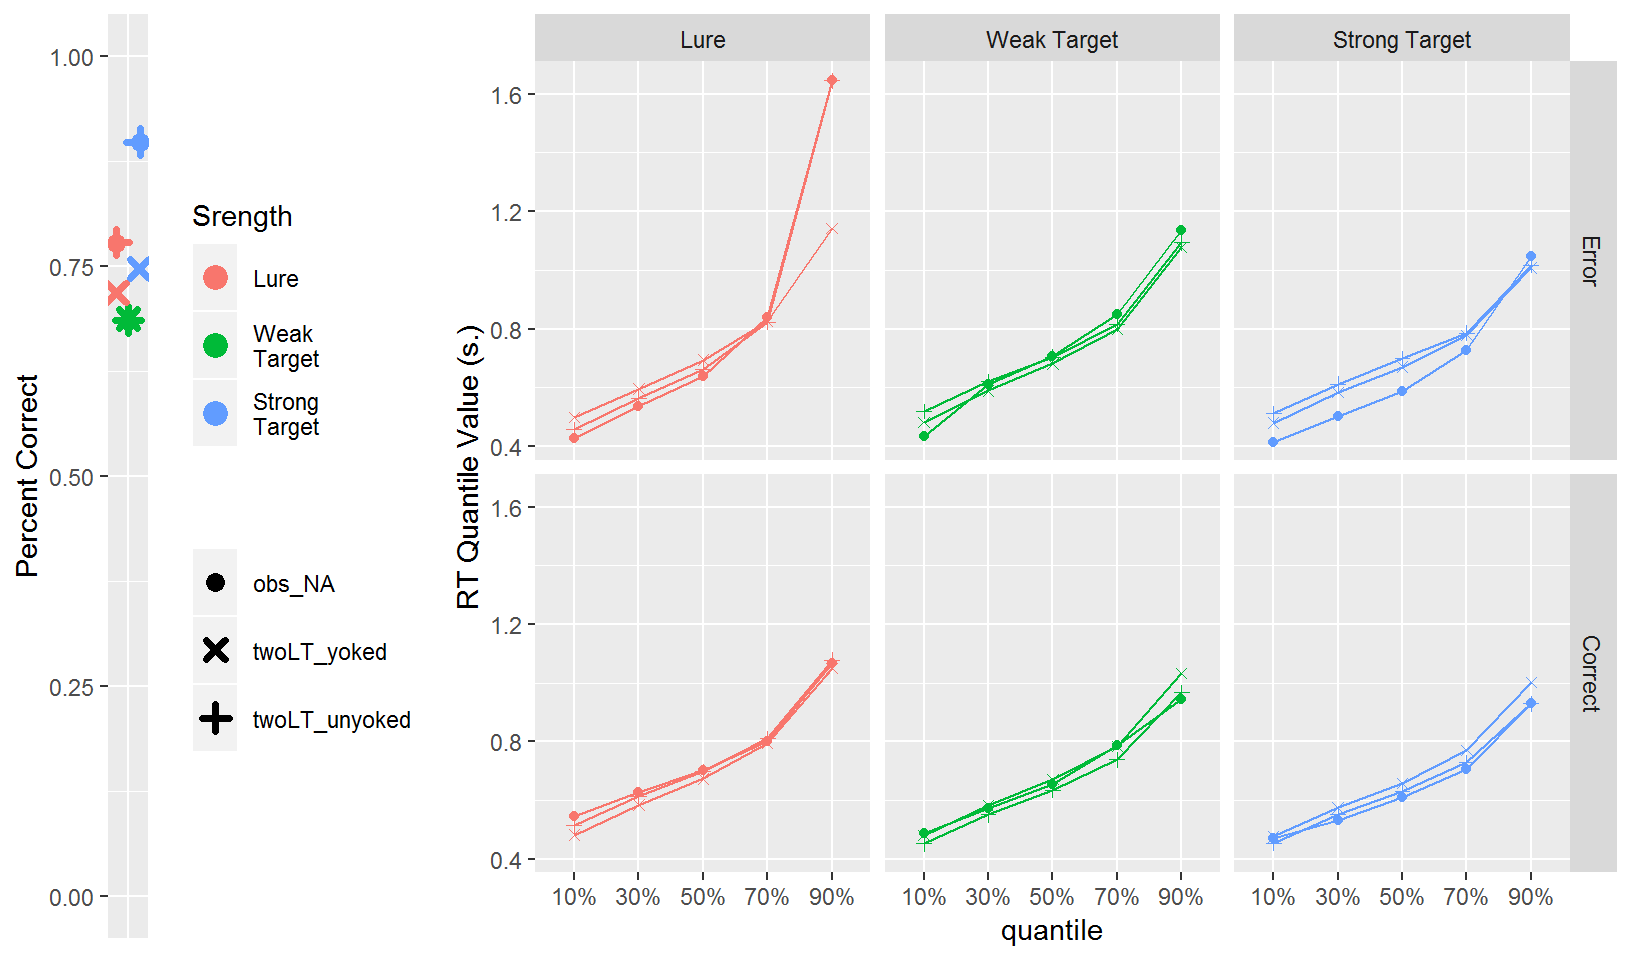 Percent Correct
1.00
0.75
0.50
0.25
0.00
Srength
Lure
Weak
Target
Strong
Target
obs_NA
twoLT_yoked
twoLT_unyoked
RT Quantile Value (s.)
Lure
Weak Target
Strong Target
1.6
1.2
0.8
0.4
Error
1.6
1.2
0.8
0.4
Correct
10% 30% 50% 70% 90%
10% 30% 50% 70% 90%
10% 30% 50% 70% 90%
quantile